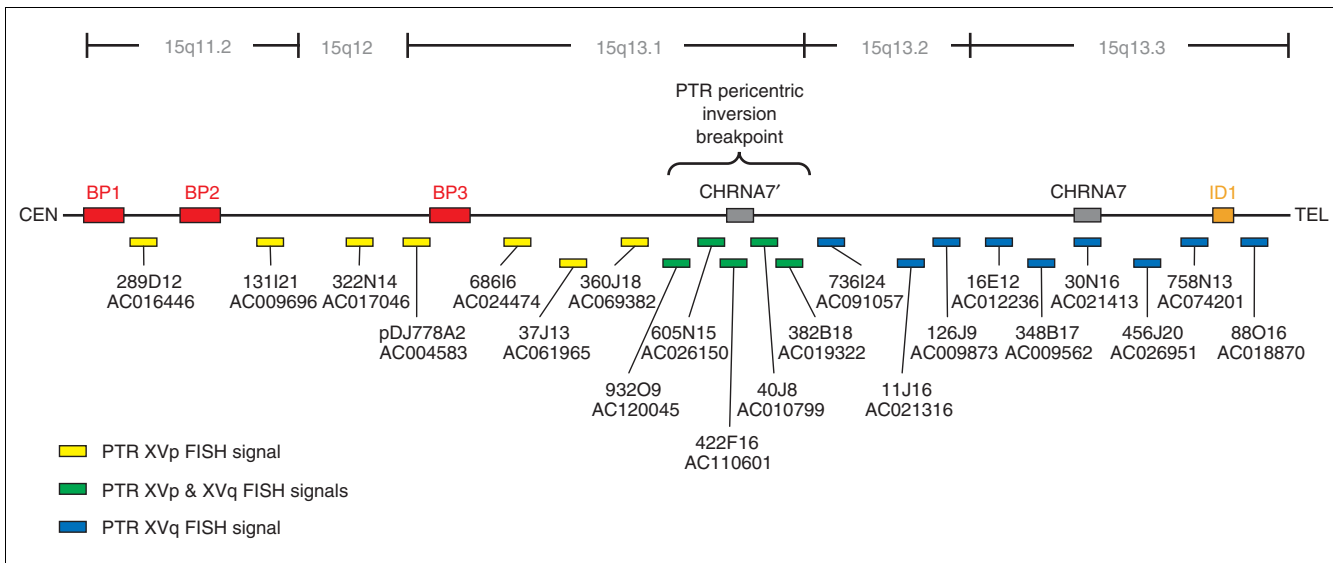 15q11.2
15q12
15q13.1
15q13.2
15q13.3
PTR pericentric
inversion
breakpoint
BP1
BP2
BP3
CHRNA7′
CHRNA7
ID1
CEN
TEL
289D12
AC016446
131I21
AC009696
322N14
AC017046
pDJ778A2
AC004583
686I6
AC024474
37J13
AC061965
360J18
AC069382
932O9
AC120045
605N15
AC026150
422F16
AC110601
40J8
AC010799
382B18
AC019322
736I24
AC091057
11J16
AC021316
126J9
AC009873
16E12
AC012236
348B17
AC009562
30N16
AC021413
456J20
AC026951
758N13
AC074201
88O16
AC018870
PTR XVp FISH signal
PTR XVp & XVq FISH signals
PTR XVq FISH signal